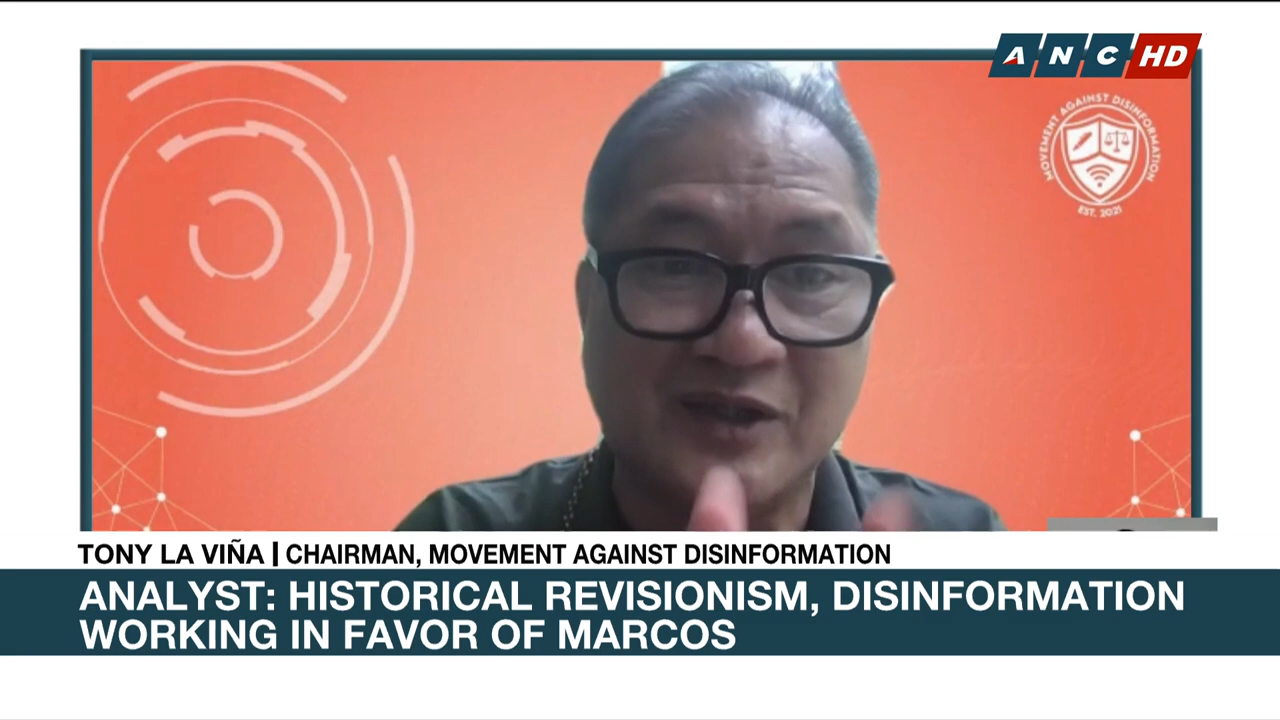 ANC HD
MOVEMENT AGAINST DISINFORMATION
EST. 2021
TONY LA VIÑA | CHAIRMAN, MOVEMENT AGAINST DISINFORMATION
ANALYST: HISTORICAL REVISIONISM, DISINFORMATION
WORKING IN FAVOR OF MARCOS